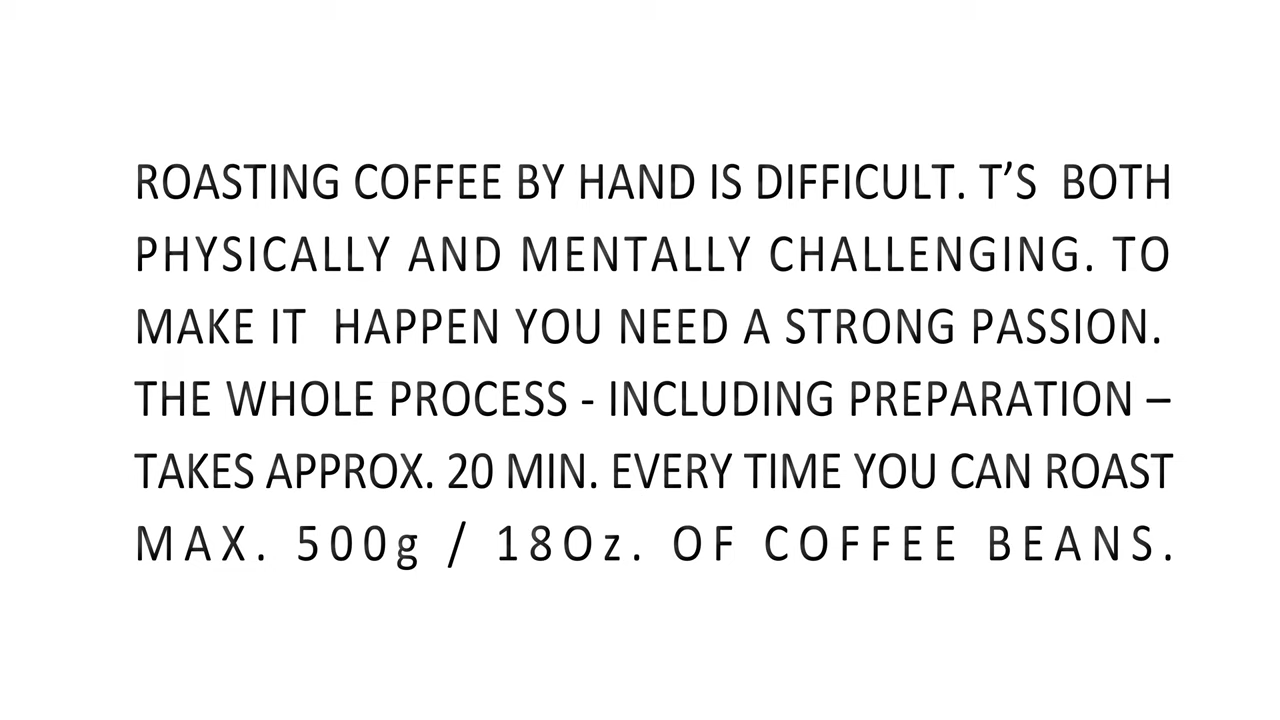 ROASTING COFFEE BY HAND IS DIFFICULT. T’S BOTH
PHYSICALLY AND MENTALLY CHALLENGING. TO
MAKE IT HAPPEN YOU NEED A STRONG PASSION.
THE WHOLE PROCESS - INCLUDING PREPARATION –
TAKES APPROX. 20 MIN. EVERY TIME YOU CAN ROAST
MAX. 500g / 18Oz. OF COFFEE BEANS.